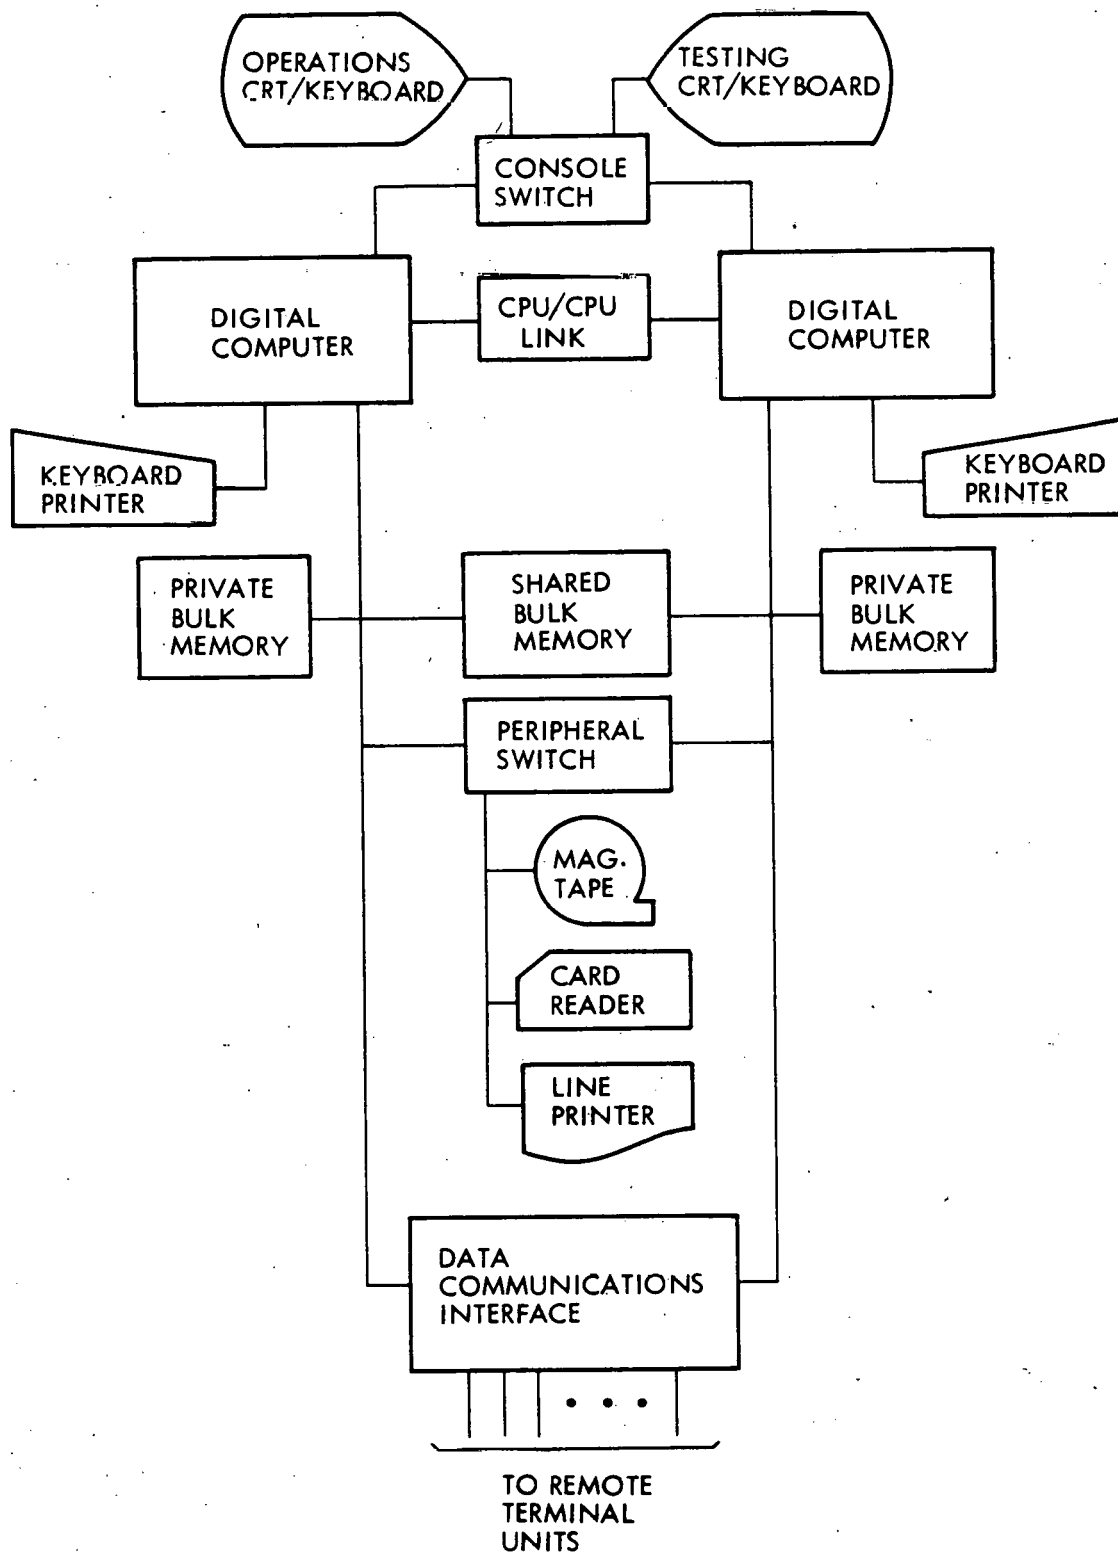 OPERATIONS
CRT/KEYBOARD
TESTING
CRT/KEYBOARD
CONSOLE
SWITCH
DIGITAL
COMPUTER
CPU/CPU
LINK
DIGITAL
COMPUTER
KEYBOARD
PRINTER
KEYBOARD
PRINTER
PRIVATE
BULK
MEMORY
SHARED
BULK
MEMORY
PRIVATE
BULK
MEMORY
PERIPHERAL
SWITCH
MAG.
TAPE
CARD
READER
LINE
PRINTER
DATA
COMMUNICATIONS
INTERFACE
TO REMOTE
TERMINAL
UNITS